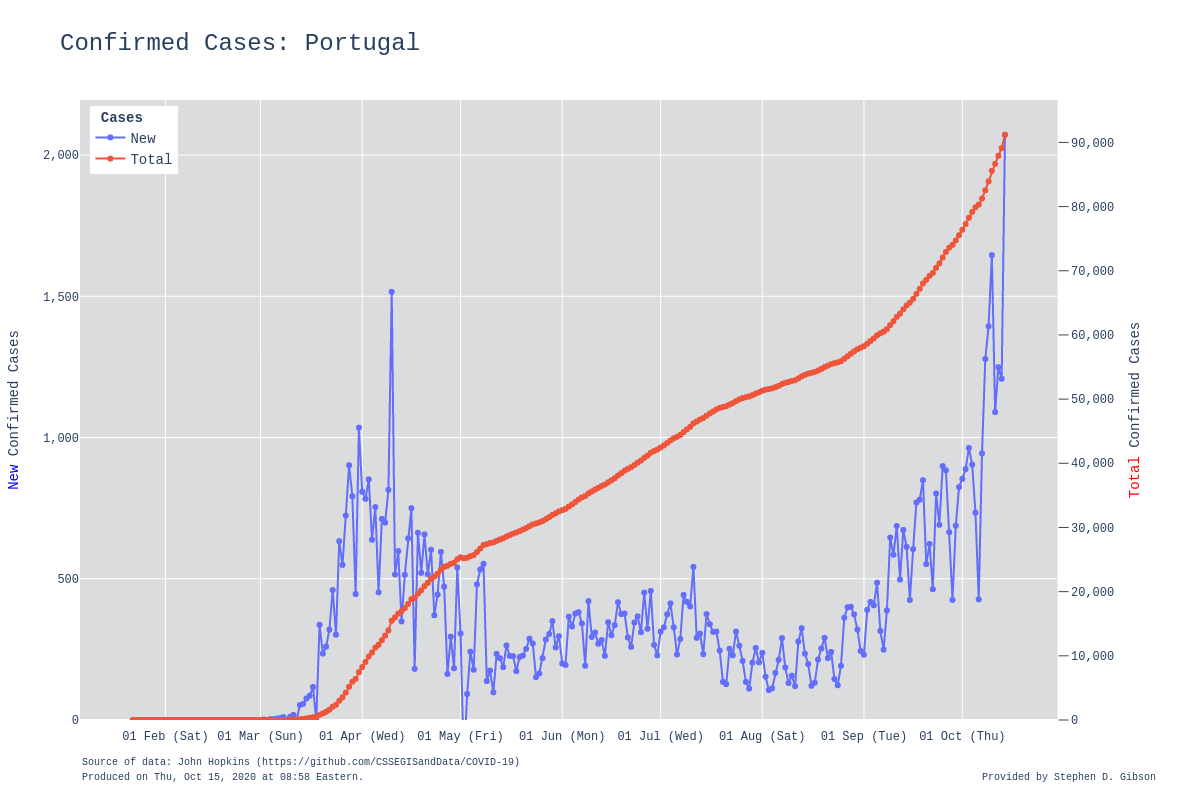 Confirmed Cases: Portugal
Cases
New
Total
2,000
1,500
1,000
500
0
New Confirmed Cases
90,000
80,000
70,000
60,000
50,000
40,000
30,000
20,000
10,000
0
Total Confirmed Cases
01 Feb (Sat) 01 Mar (Sun) 01 Apr (Wed) 01 May (Fri) 01 Jun (Mon) 01 Jul (Wed) 01 Aug (Sat) 01 Sep (Tue) 01 Oct (Thu)
Source of data: John Hopkins (https://github.com/CSSEGISandData/COVID-19)
Produced on Thu, Oct 15, 2020 at 08:58 Eastern.
Provided by Stephen D. Gibson